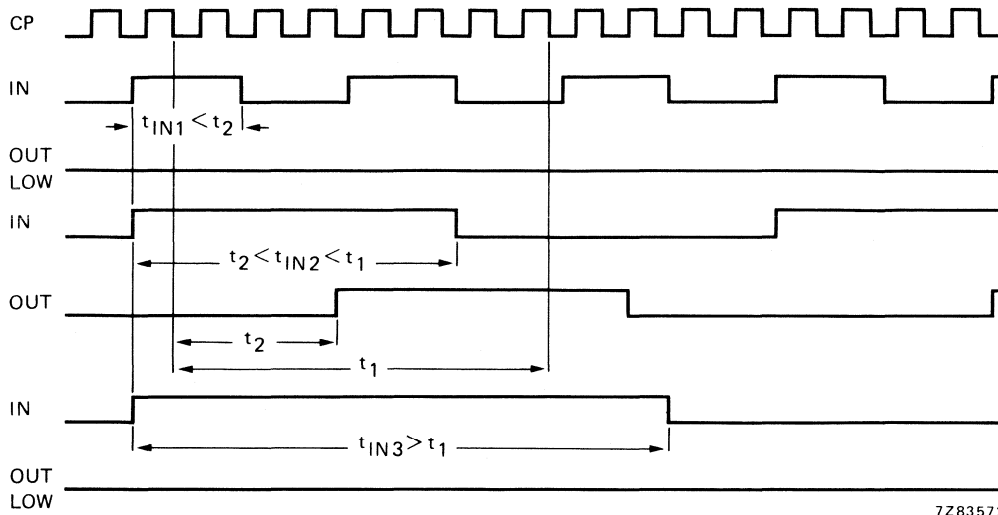 CP
IN
tIN1<t2
OUT
LOW
IN
t2<tIN2<t1
OUT
t2
t1
IN
tIN3>t1
OUT
LOW